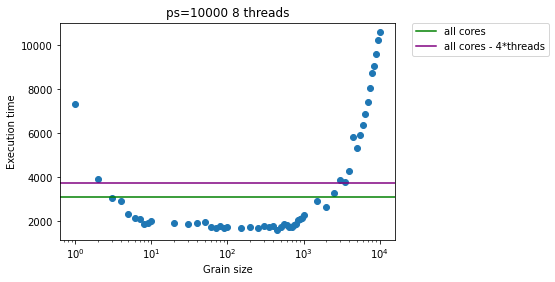 ps=10000 8 threads
all cores
all cores - 4*threads
Execution time
10000
8000
6000
4000
2000
10⁰
10¹
10²
10³
10⁴
Grain size